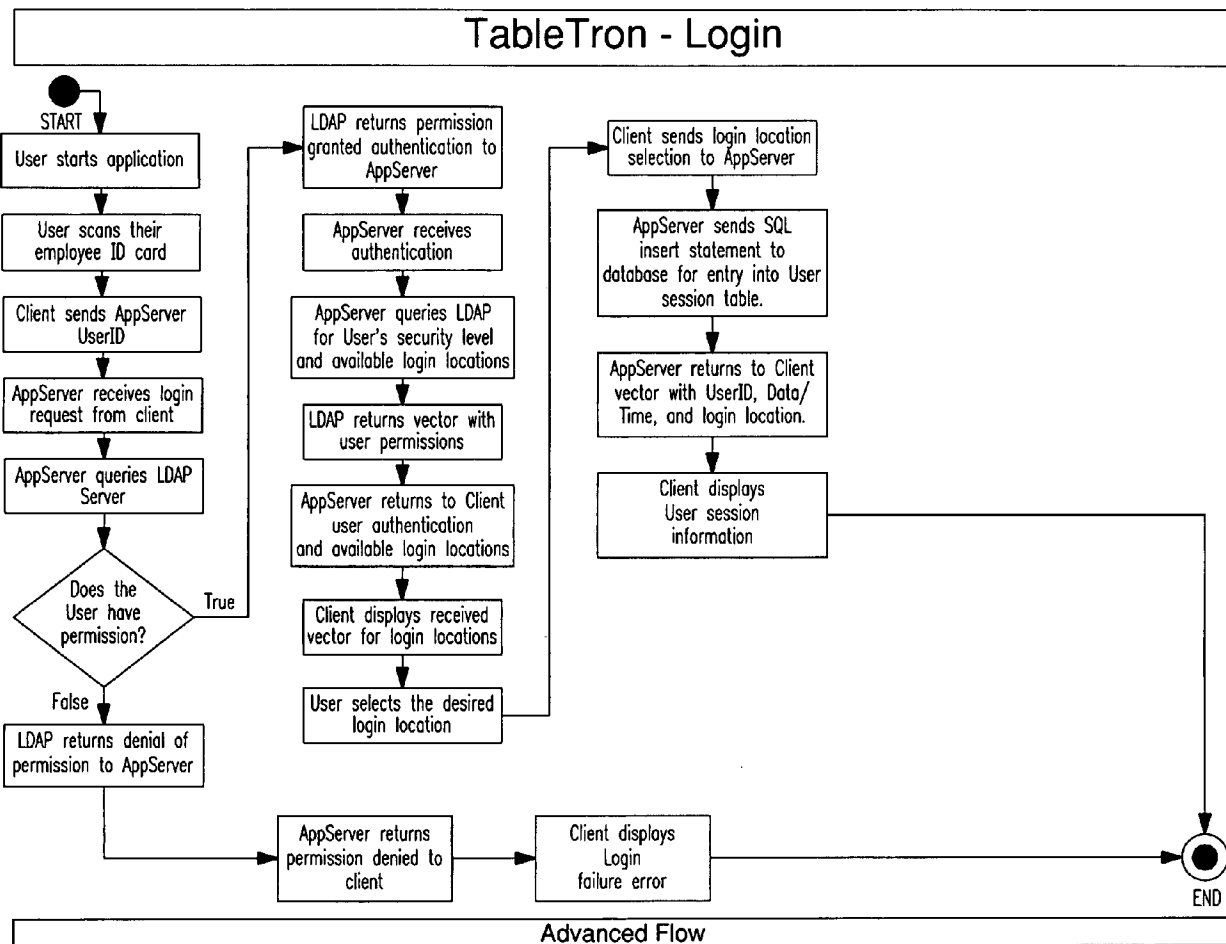 TableTron - Login
START
User starts application
User scans their
employee ID card
Client sends AppServer
UserID
AppServer receives login
request from client
AppServer queries LDAP
Server
Does the
User have
permission?
True
False
LDAP returns denial of
permission to AppServer
LDAP returns permission
granted authentication to
AppServer
AppServer receives
authentication
AppServer queries LDAP
for User's security level
and available login locations
LDAP returns vector with
user permissions
AppServer returns to Client
user authentication
and available login locations
Client displays received
vector for login locations
User selects the desired
login location
Client sends login location
selection to AppServer
AppServer sends SQL
insert statement to
database for entry into User
session table.
AppServer returns to Client
vector with UserID, Data/
Time, and login location.
Client displays
User session
information
AppServer returns
permission denied to
client
Client displays
Login
failure error
END
Advanced Flow